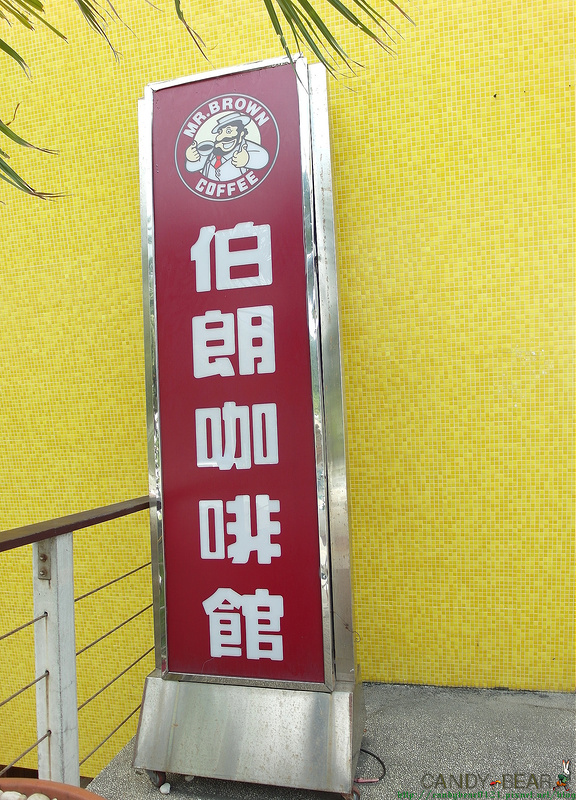 MR. BROWN
COFFEE
伯朗咖啡館
CANDY BEAR